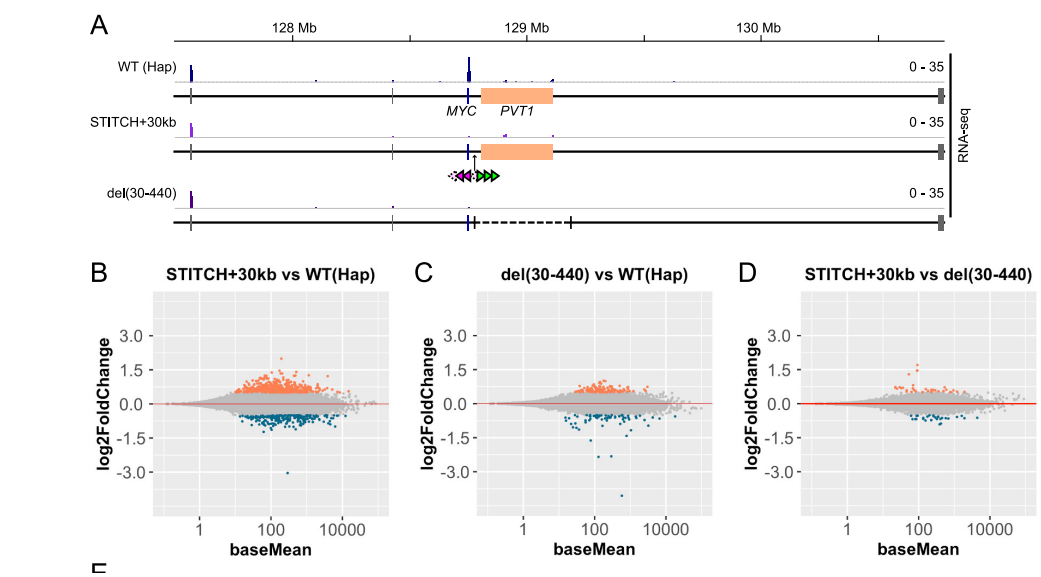 A
128 Mb 129 Mb 130 Mb
WT (Hap) 0 - 35
MYC PVT1
STITCH+30kb 0 - 35
RNA-seq
del(30-440) 0 - 35
B STITCH+30kb vs WT(Hap)
log2FoldChange
3.0
1.5
0.0
-1.5
-3.0
1 100 10000
baseMean
C del(30-440) vs WT(Hap)
log2FoldChange
3.0
1.5
0.0
-1.5
-3.0
1 100 10000
baseMean
D STITCH+30kb vs del(30-440)
log2FoldChange
3.0
1.5
0.0
-1.5
-3.0
1 100 10000
baseMean